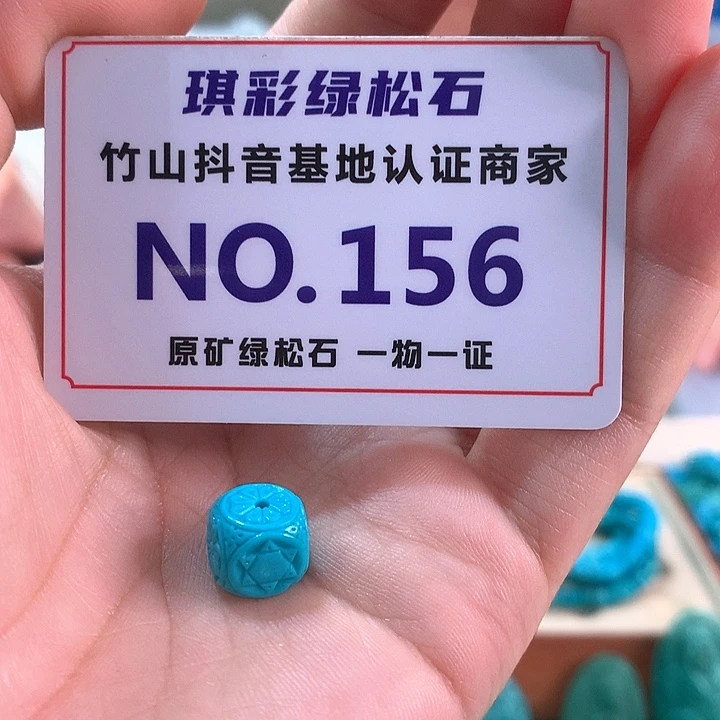 琪彩绿松石
竹山抖音基地认证商家
NO.156
原矿绿松石 一物一证